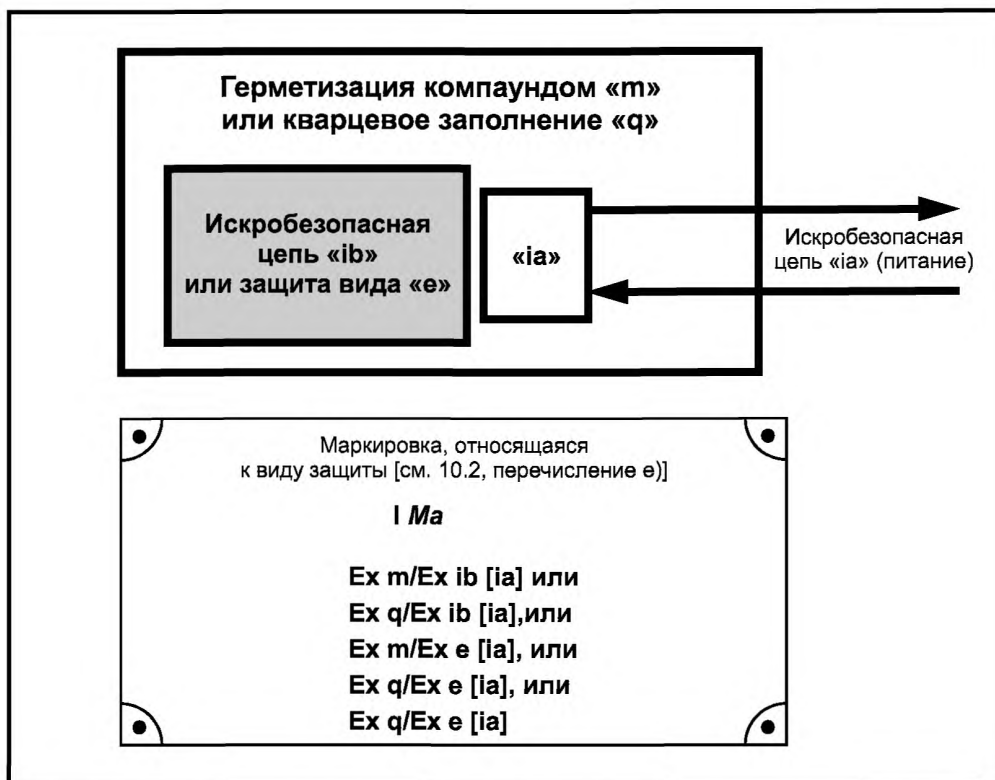 Герметизация компаундом «m»
или кварцевое заполнение «q»
Искробезопасная
цепь «ib»
или защита вида «e»
«ia»
Искробезопасная
цепь «ia» (питание)
Маркировка, относящаяся
к виду защиты [см. 10.2, перечисление е)]
I Ma
Ex m/Ex ib [ia] или
Ex q/Ex ib [ia],или
Ex m/Ex e [ia], или
Ex q/Ex e [ia], или
Ex q/Ex e [ia]